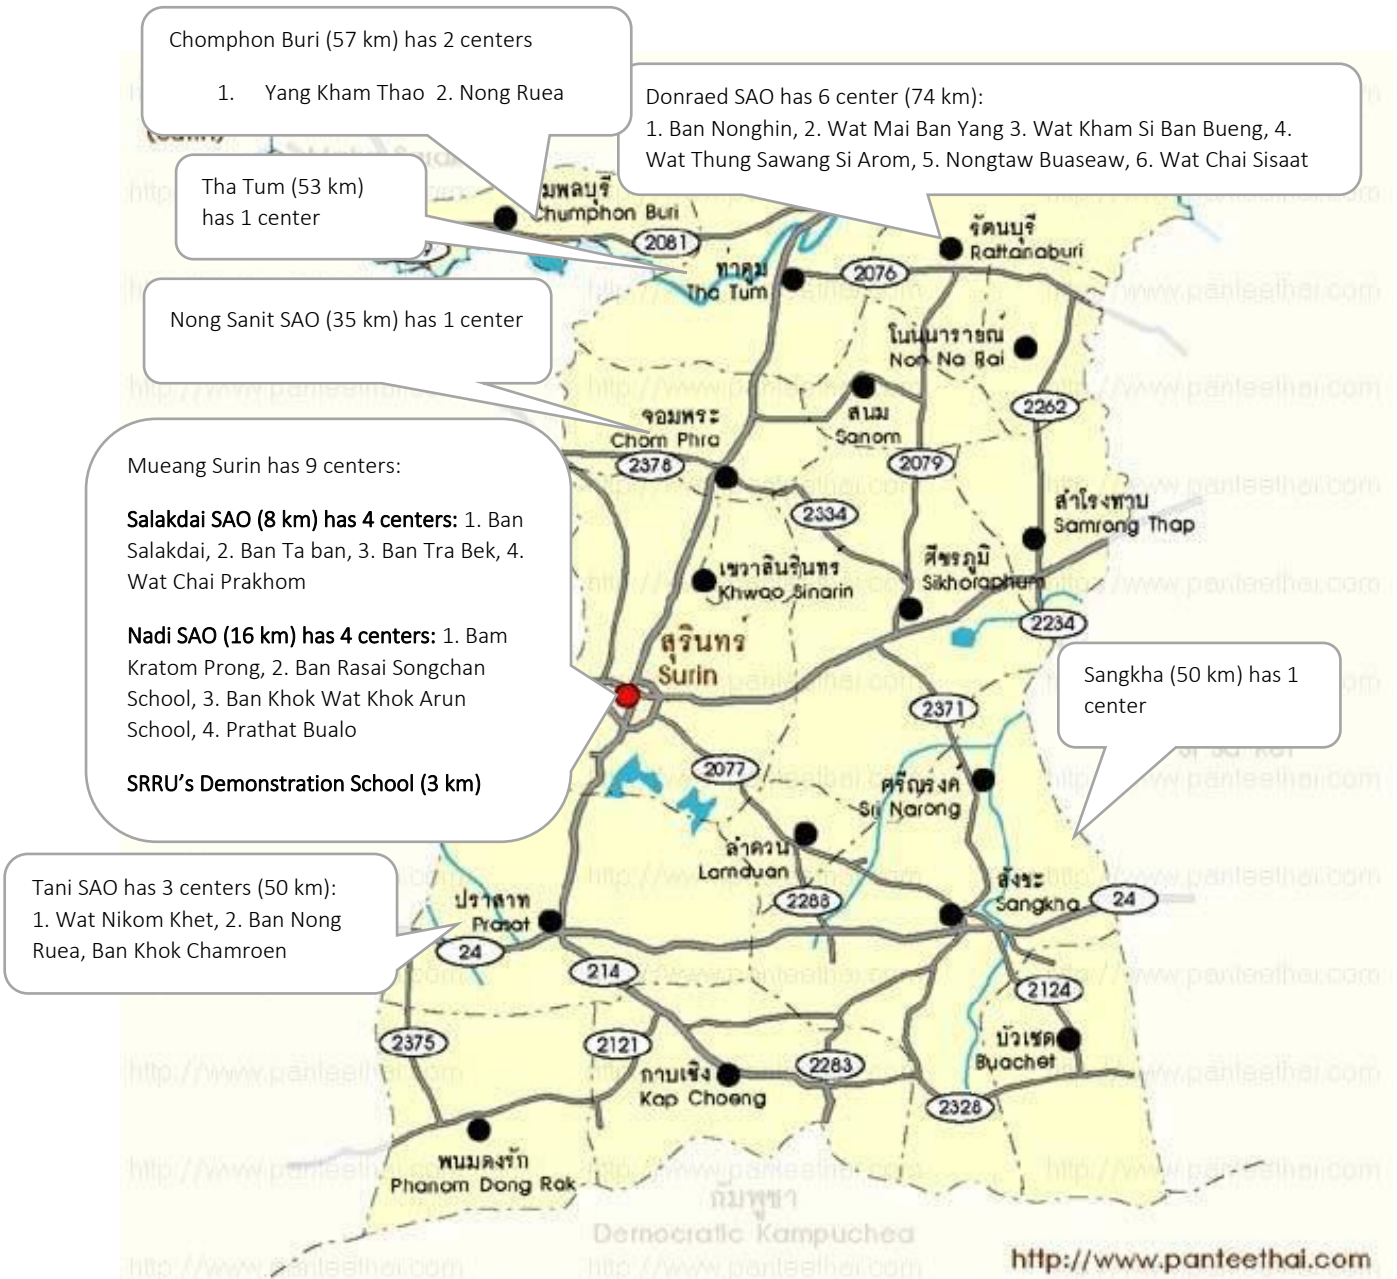 Chomphon Buri (57 km) has 2 centers
1. Yang Kham Thao 2. Nong Ruea
Donraed SAO has 6 center (74 km):
1. Ban Nonghin, 2. Wat Mai Ban Yang 3. Wat Kham Si Ban Bueng, 4.
Wat Thung Sawang Si Arom, 5. Nongtaw Buaseaw, 6. Wat Chai Sisaat
Tha Tum (53 km)
has 1 center
มพลบุรี
Chumphon Buri
2081
รัตนบุรี
Rattanaburi
ท่าตูม
Tha Tum
2076
Nong Sanit SAO (35 km) has 1 center
โนนนารายณ์
Non Na Rai
สนม
Sanom
2262
จอมพระ
Chom Phra
2378
2079
Mueang Surin has 9 centers:
Salakdai SAO (8 km) has 4 centers: 1. Ban
Salakdai, 2. Ban Ta ban, 3. Ban Tra Bek, 4.
Wat Chai Prakhom
Nadi SAO (16 km) has 4 centers: 1. Bam
Kratom Prong, 2. Ban Rasai Songchan
School, 3. Ban Khok Wat Khok Arun
School, 4. Prathat Bualo
SRRU's Demonstration School (3 km)
2334
สำโรงทาบ
Samrong Thap
เขวาสินรินทร์
Khwao Sinarin
ศีขรภูมิ
Sikhoraphum
2234
สุรินทร์
Surin
Sangkha (50 km) has 1
center
2371
2077
ศรีณรงค์
Sri Narong
ลำดวน
Lamduan
2288
สังขะ
Sangkha
24
Tani SAO has 3 centers (50 km):
1. Wat Nikom Khet, 2. Ban Nong
Ruea, Ban Khok Chamroen
ปราสาท
Prasat
24
214
2124
2375
2121
บัวเชด
Buachet
กาบเชิง
Kap Choeng
2283
2328
พนมดงรัก
Phanom Dong Rak
กัมพูชา
Democratic Kampuchea
http://www.panteethai.com